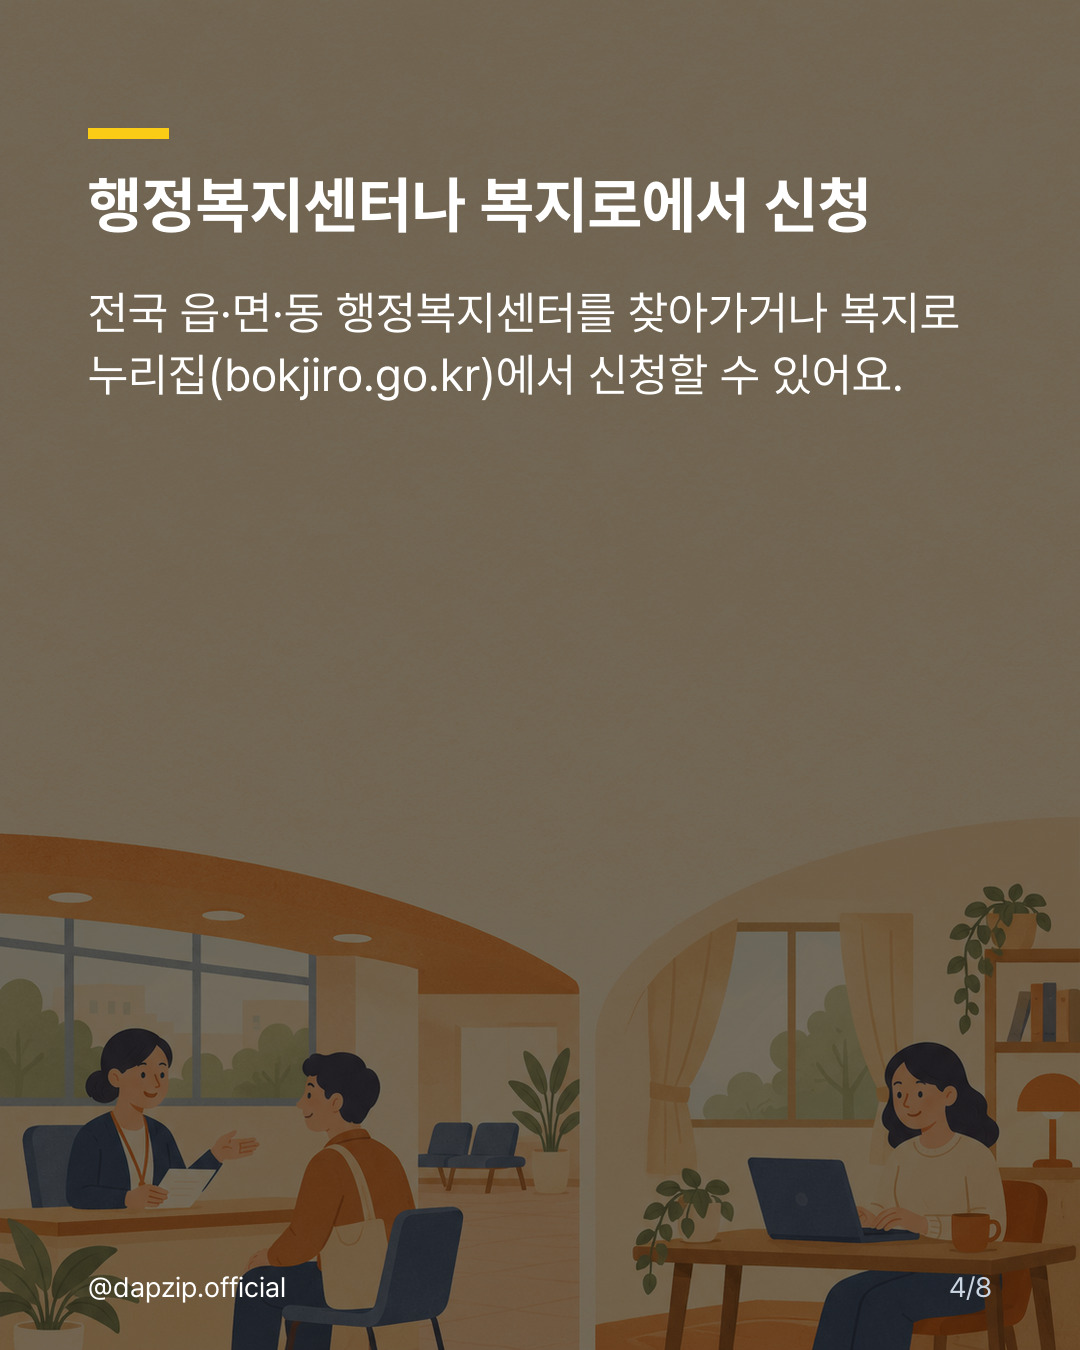 행정복지센터나 복지로에서 신청
전국 읍·면·동 행정복지센터를 찾아가거나 복지로
누리집(bokjiro.go.kr)에서 신청할 수 있어요.
@dapzip.official
4/8